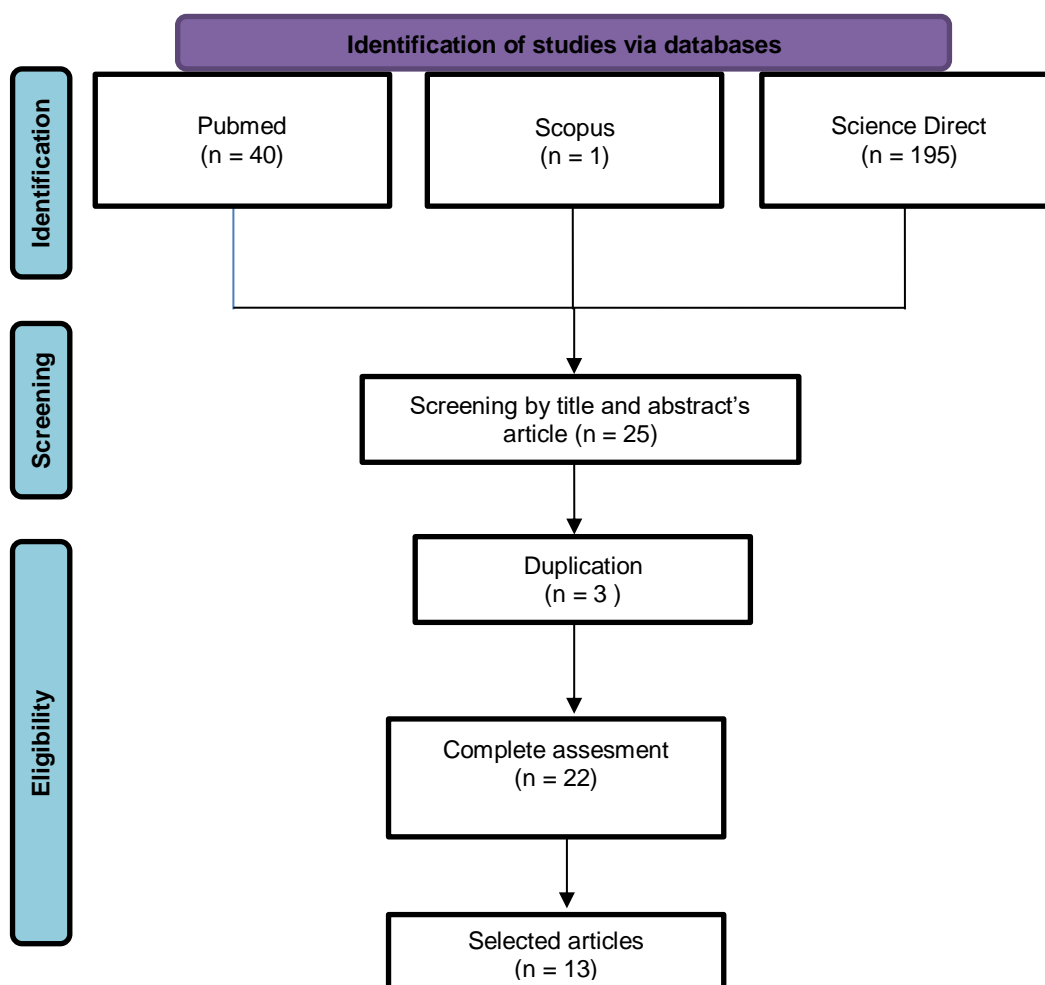 Identification of studies via databases
Identification
Pubmed
(n = 40)
Scopus
(n = 1)
Science Direct
(n = 195)
Screening
Screening by title and abstract’s
article (n = 25)
Eligibility
Duplication
(n = 3 )
Complete assesment
(n = 22)
Selected articles
(n = 13)